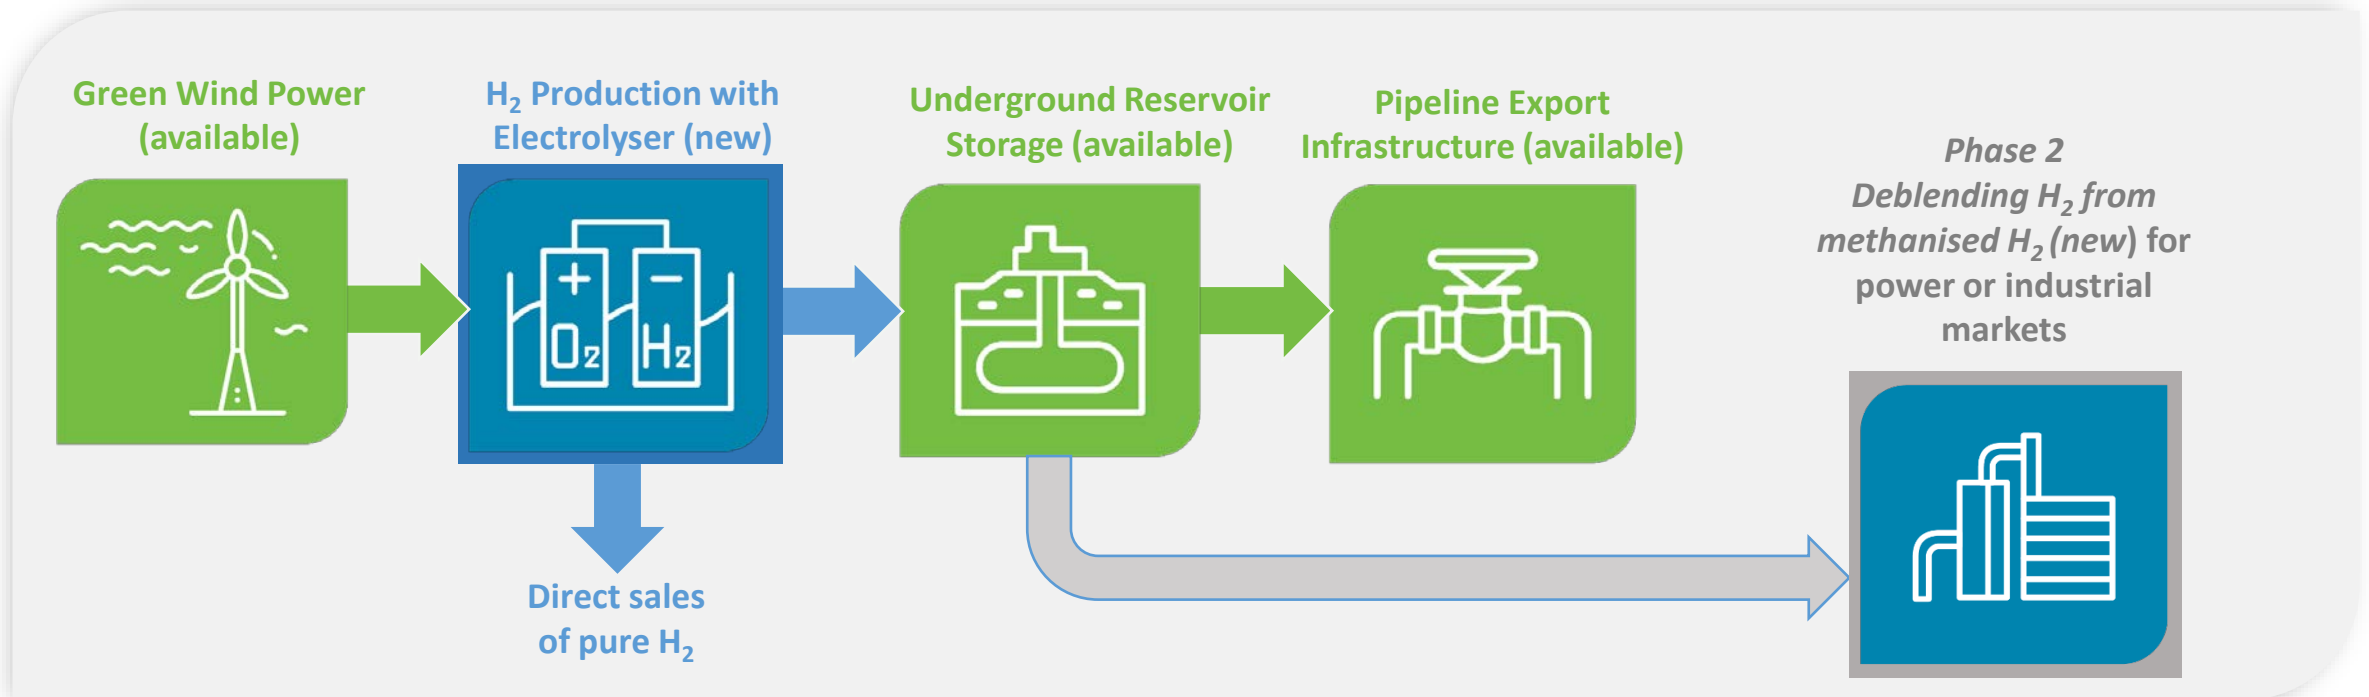 Green Wind Power
(available)
H₂ Production with
Electrolyser (new)
Underground Reservoir
Storage (available)
Pipeline Export
Infrastructure (available)
Phase 2
Deblending H₂ from
methanised H₂ (new) for
power or industrial
markets
+
−
O₂
H₂
Direct sales
of pure H₂